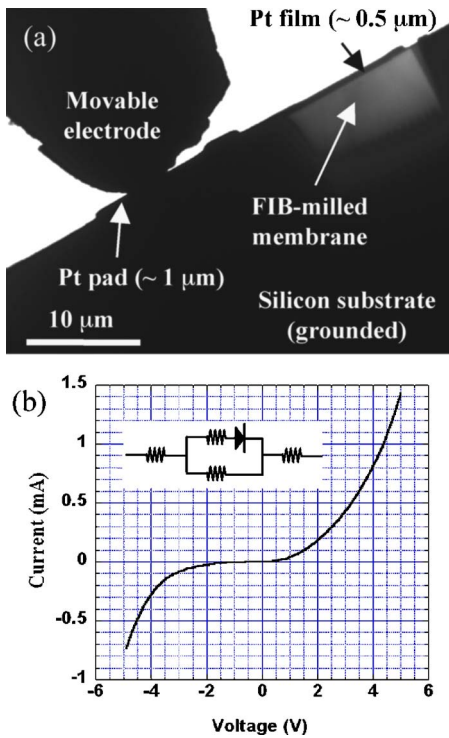 (a)
Pt film (~ 0.5 μm)
Movable
electrode
FIB-milled
membrane
Pt pad (~ 1 μm)
10 μm
Silicon substrate
(grounded)
(b)
Current (mA)
1.5
1
0.5
0
-0.5
-1
-6 -4 -2 0 2 4 6
Voltage (V)